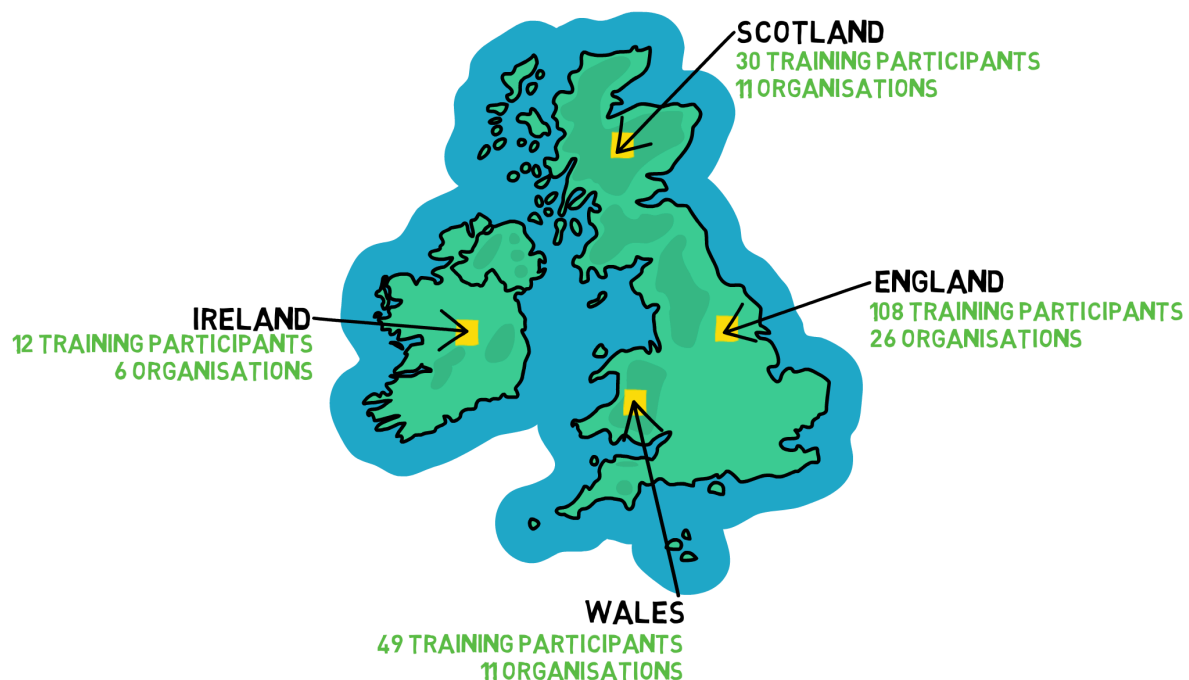 SCOTLAND
30 TRAINING PARTICIPANTS
11 ORGANISATIONS
ENGLAND
108 TRAINING PARTICIPANTS
26 ORGANISATIONS
IRELAND
12 TRAINING PARTICIPANTS
6 ORGANISATIONS
WALES
49 TRAINING PARTICIPANTS
11 ORGANISATIONS